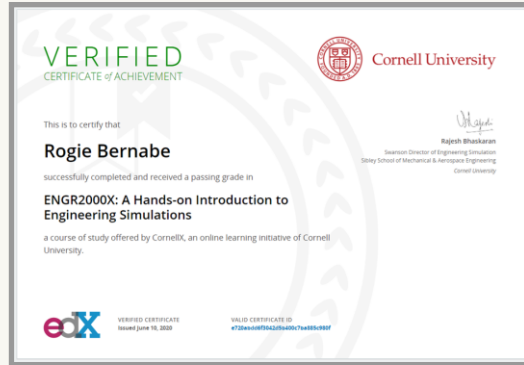 VERIFIED
CERTIFICATE of ACHIEVEMENT
Cornell University
This is to certify that
Rogie Bernabe
successfully completed and received a passing grade in
ENGR2000X: A Hands-on Introduction to
Engineering Simulations
a course of study offered by CornellX, an online learning initiative of Cornell
University.
Rajesh Bhaskaran
Swanson Director of Engineering Simulation
Sibley School of Mechanical & Aerospace Engineering
Cornell University
edX
VERIFIED CERTIFICATE
Issued June 10, 2020
VALID CERTIFICATE ID